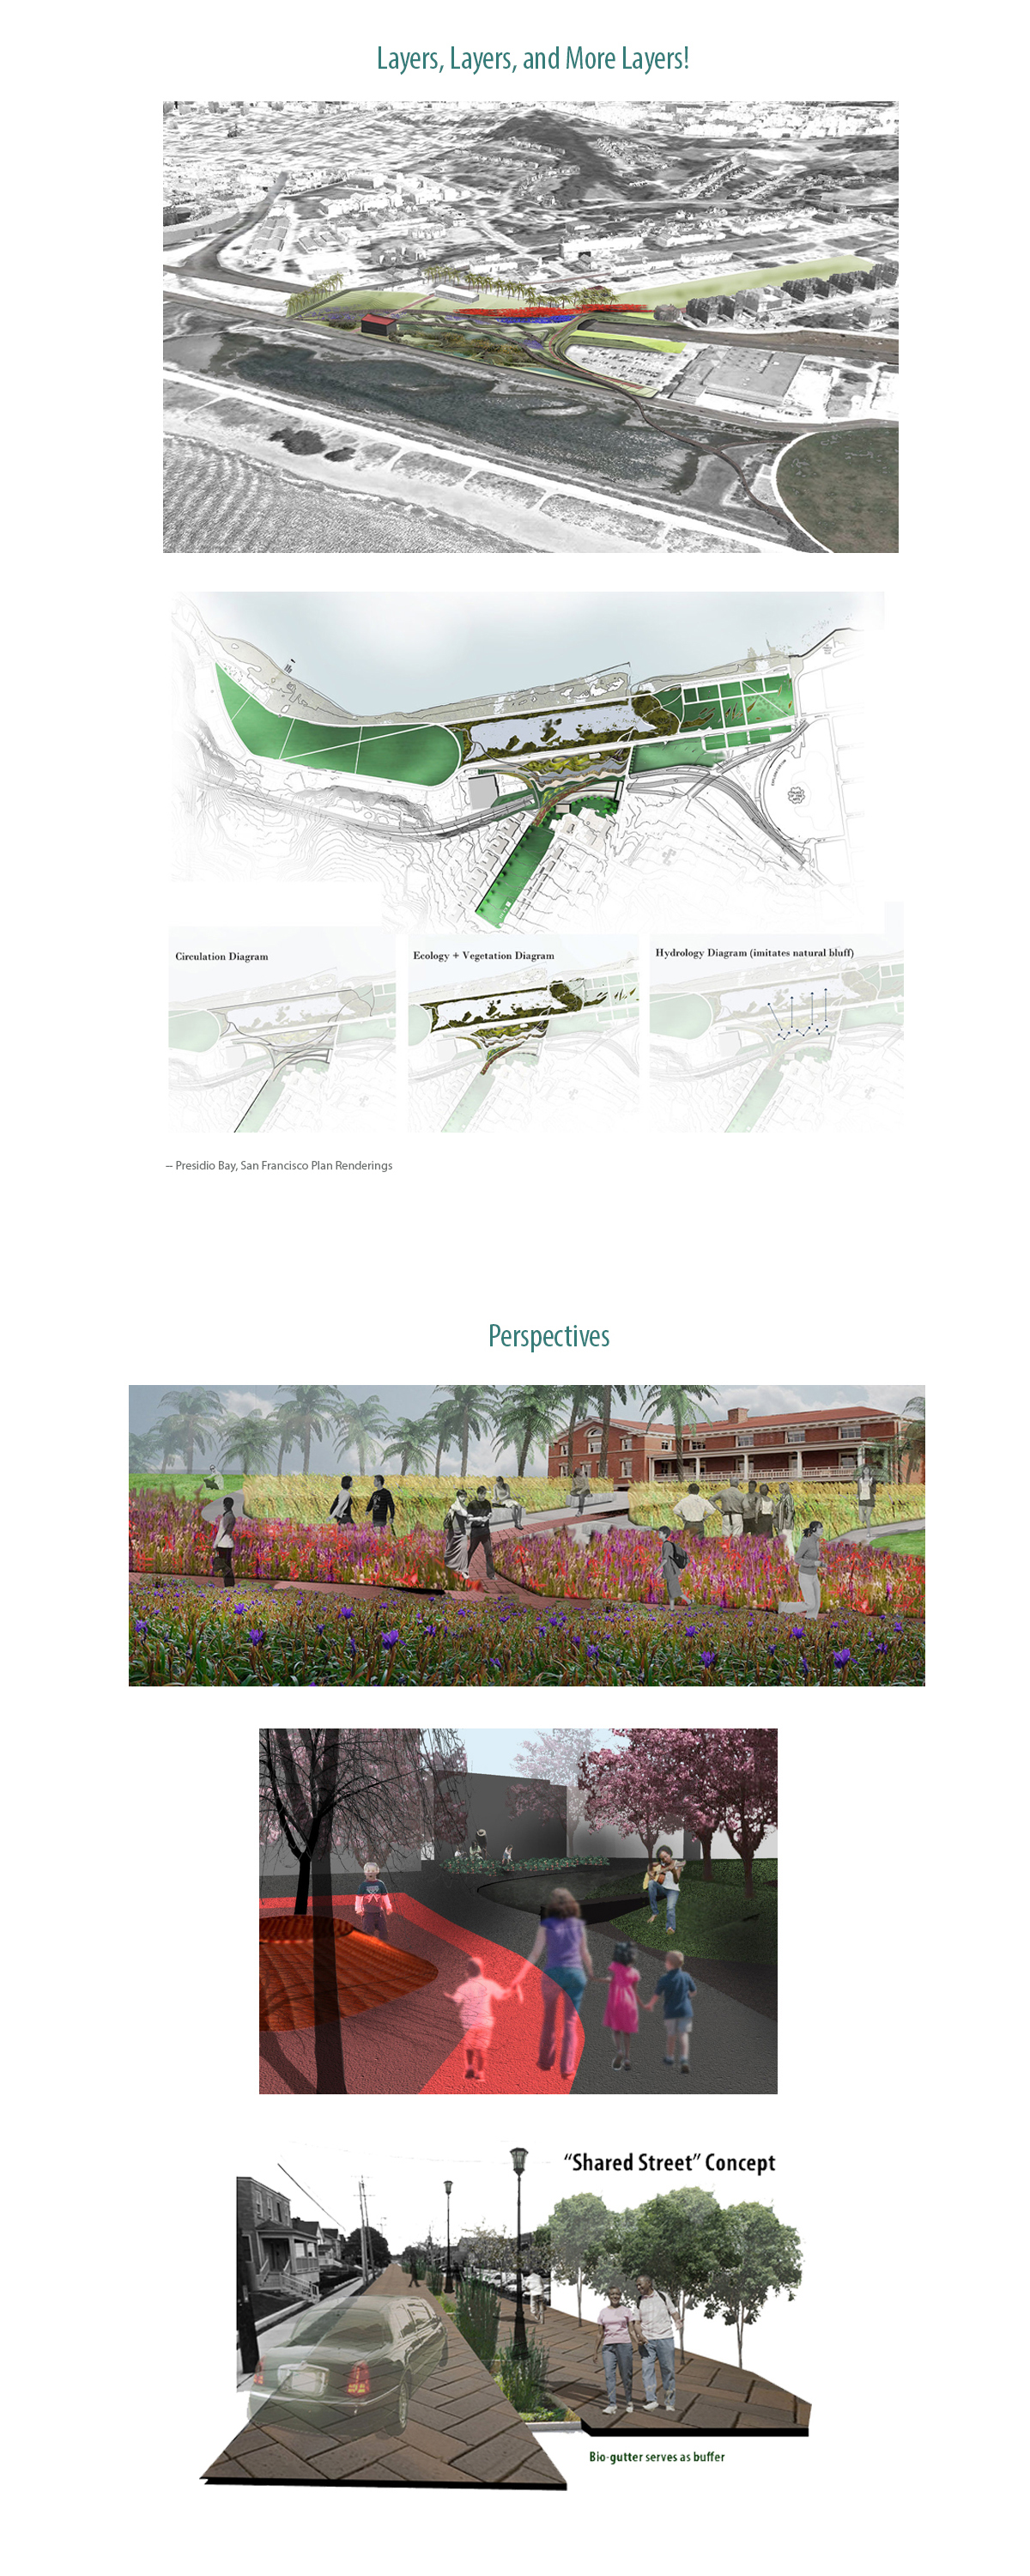 Layers, Layers, and More Layers!
Circulation Diagram
Ecology + Vegetation Diagram
Hydrology Diagram (imitates natural bluff)
– Presidio Bay, San Francisco Plan Renderings
Perspectives
“Shared Street” Concept
Bio-gutter serves as buffer